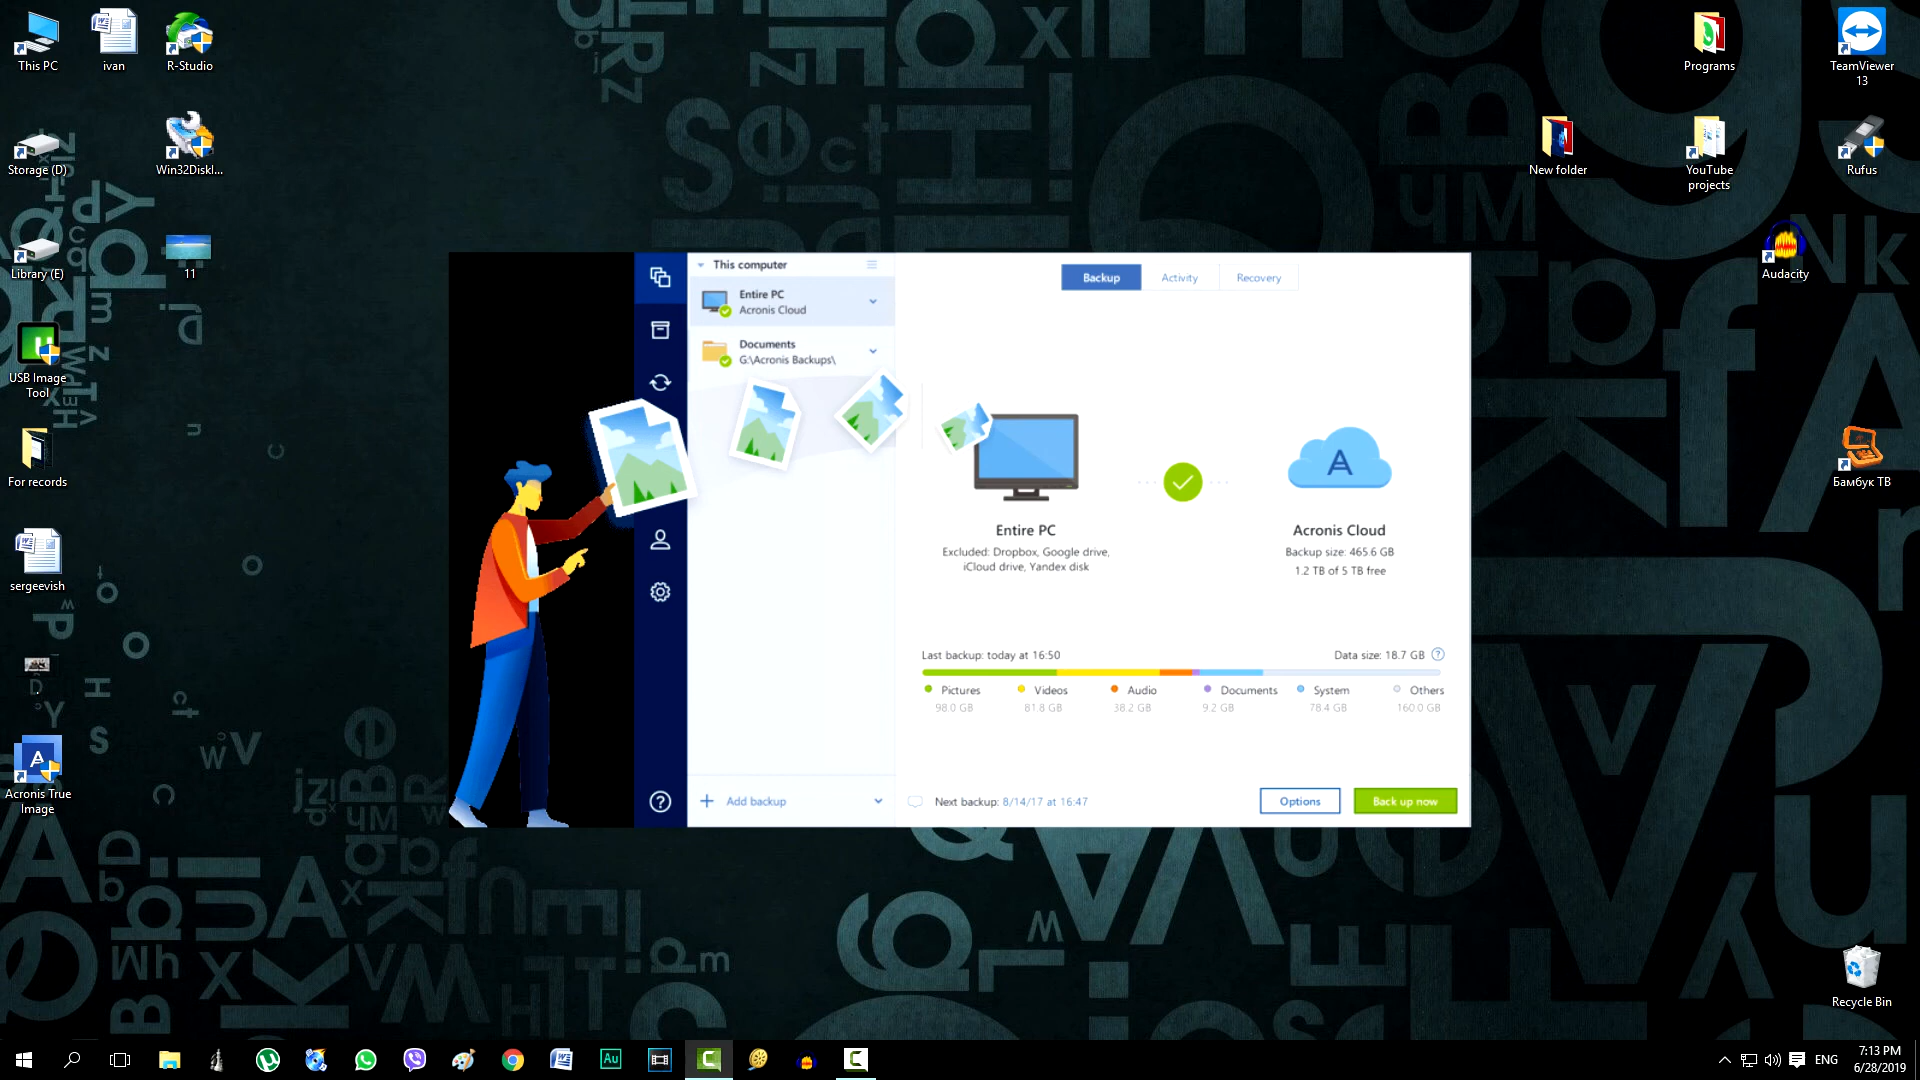 This PC
ivan
R-Studio
Programs
TeamViewer
13
Storage (D)
Win32DiskI...
New folder
YouTube
projects
Rufus
Library (E)
11
Audacity
USB Image
Tool
For records
Бамбук ТВ
sergeevish
.
Acronis True
Image
Recycle Bin
This computer
Entire PC
Acronis Cloud
Documents
G:\Acronis Backups\
Add backup
Backup
Activity
Recovery
Entire PC
Excluded: Dropbox, Google drive,
iCloud drive, Yandex disk
Acronis Cloud
Backup size: 465.6 GB
1.2 TB of 5 TB free
Last backup: today at 16:50
Data size: 18.7 GB
Pictures
Videos
Audio
Documents
System
Others
98.0 GB
81.8 GB
38.2 GB
9.2 GB
78.4 GB
160.0 GB
Next backup: 8/14/17 at 16:47
Options
Back up now
Au
ENG
7:13 PM
6/28/2019